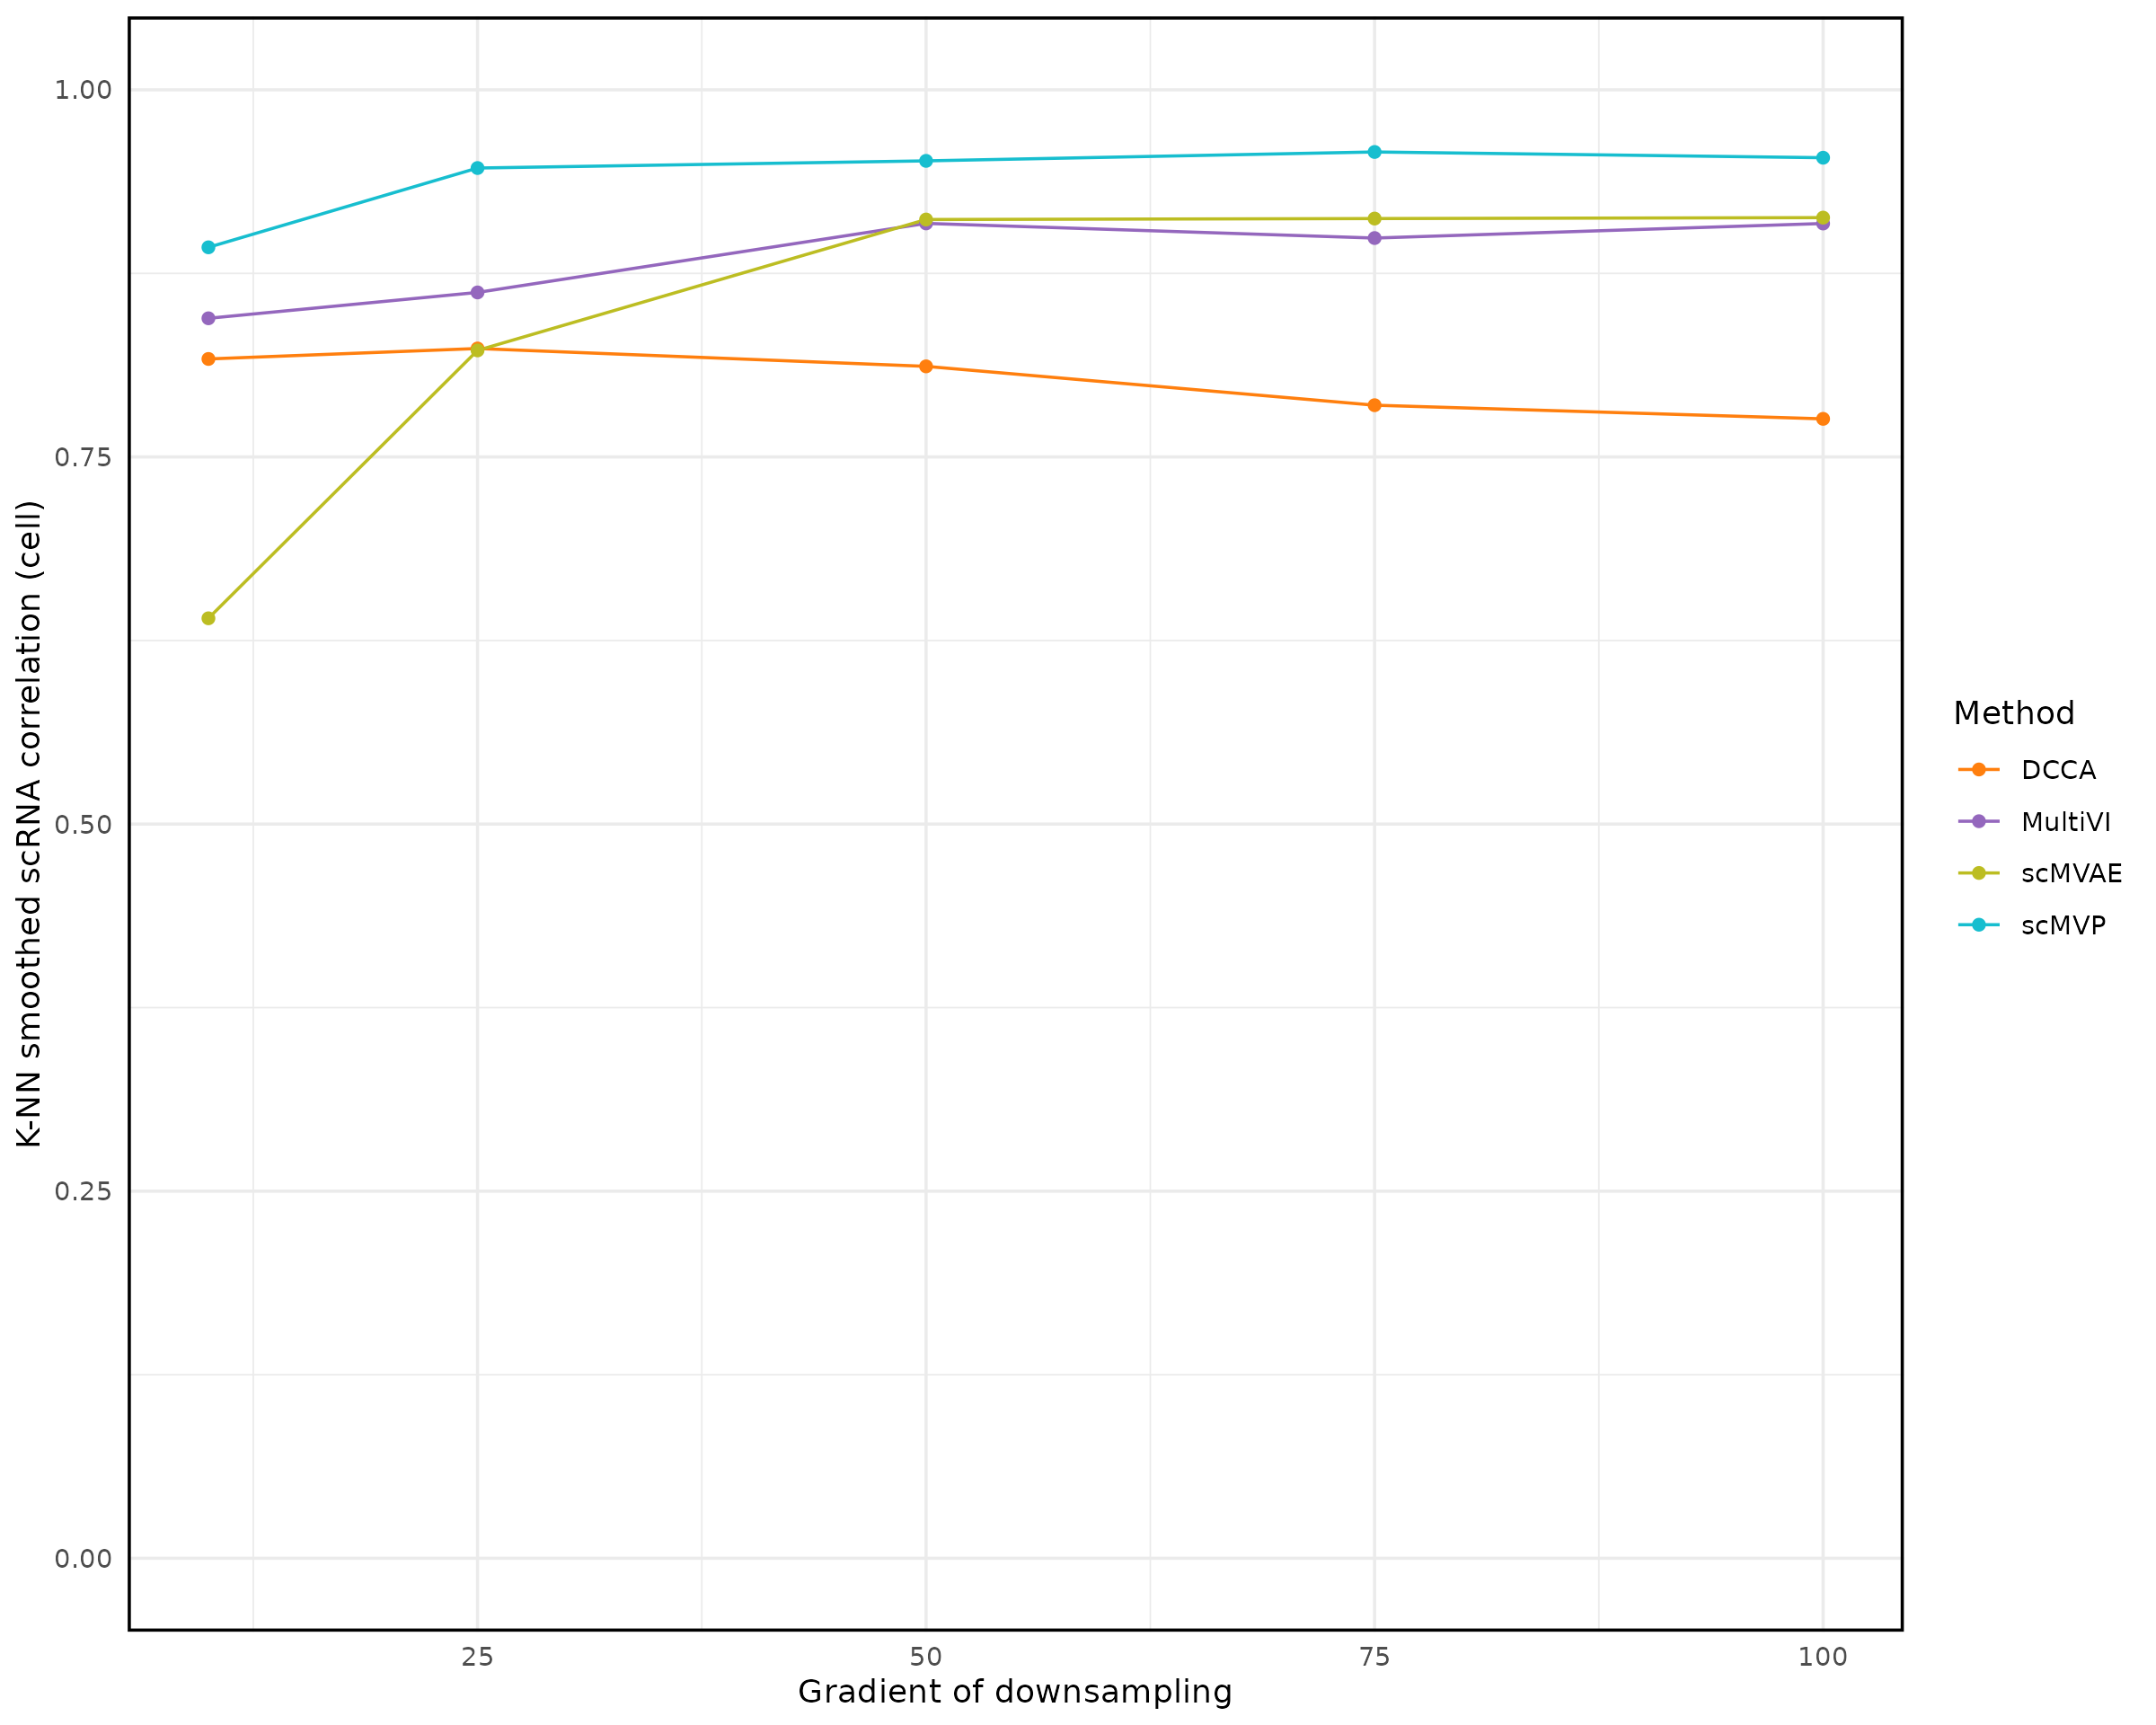 1.00
0.75
0.50
0.25
0.00
K-NN smoothed scRNA correlation (cell)
25 50 75 100
Gradient of downsampling
Method
DCCA
MultiVI
scMVAE
scMVP